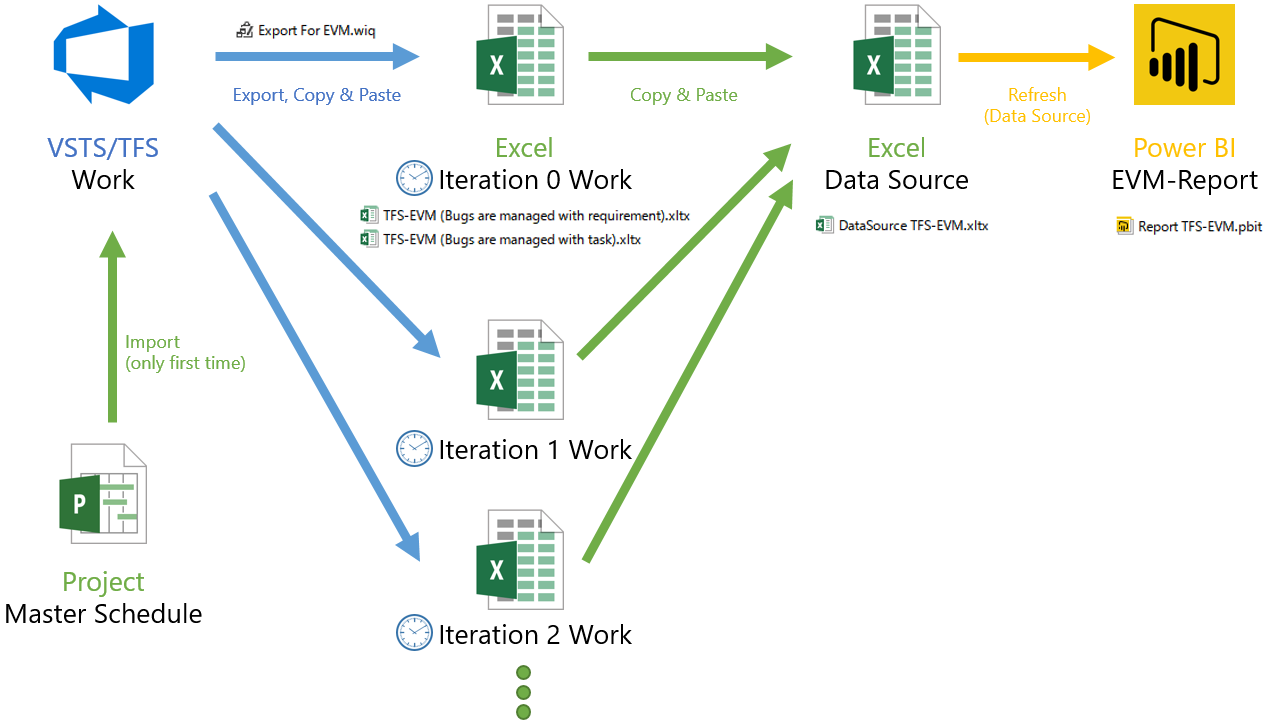 Export For EVM.wiq
Export, Copy & Paste
Copy & Paste
Refresh
(Data Source)
VSTS/TFS
Work
X
Excel
Iteration 0 Work
TFS-EVM (Bugs are managed with requirement).xltx
TFS-EVM (Bugs are managed with task).xltx
X
Excel
Data Source
DataSource TFS-EVM.xltx
Power BI
EVM-Report
Report TFS-EVM.pbit
Import
(only first time)
X
Iteration 1 Work
P
Project
Master Schedule
X
Iteration 2 Work